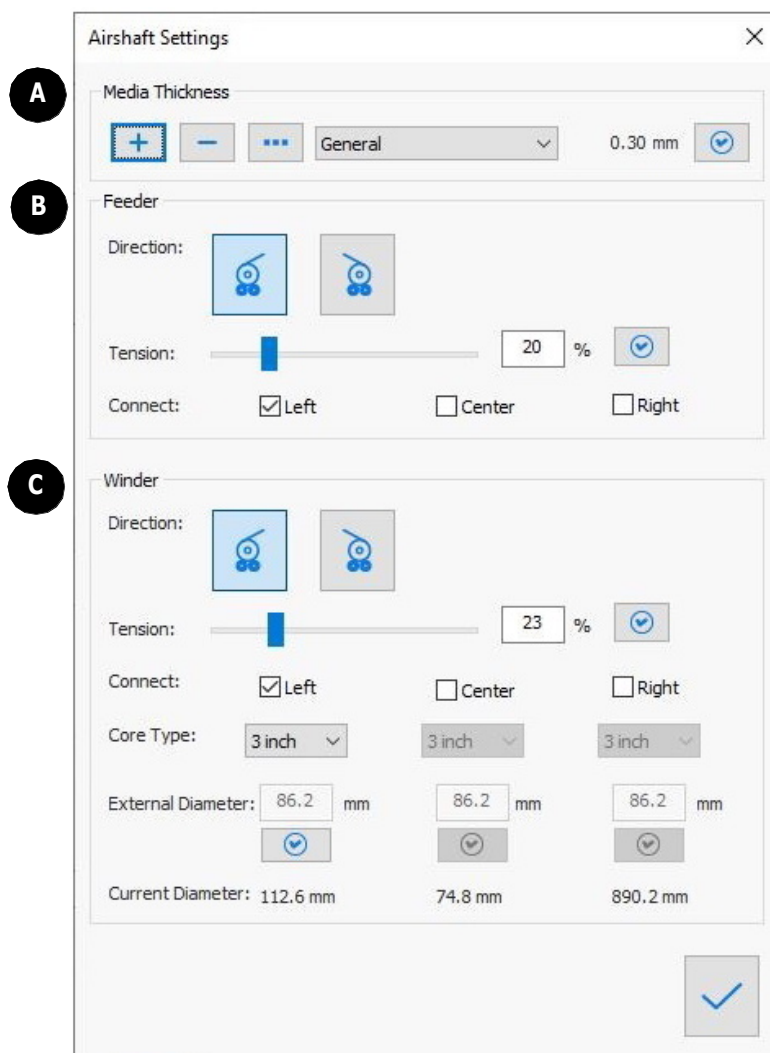 Airshaft Settings
A
Media Thickness
General 0.30 mm
B
Feeder
Direction:
Tension: 20 %
Connect: Left Center Right
C
Winder
Direction:
Tension: 23 %
Connect: Left Center Right
Core Type: 3 inch 3 inch 3 inch
External Diameter: 86.2 mm 86.2 mm 86.2 mm
Current Diameter: 112.6 mm 74.8 mm 890.2 mm